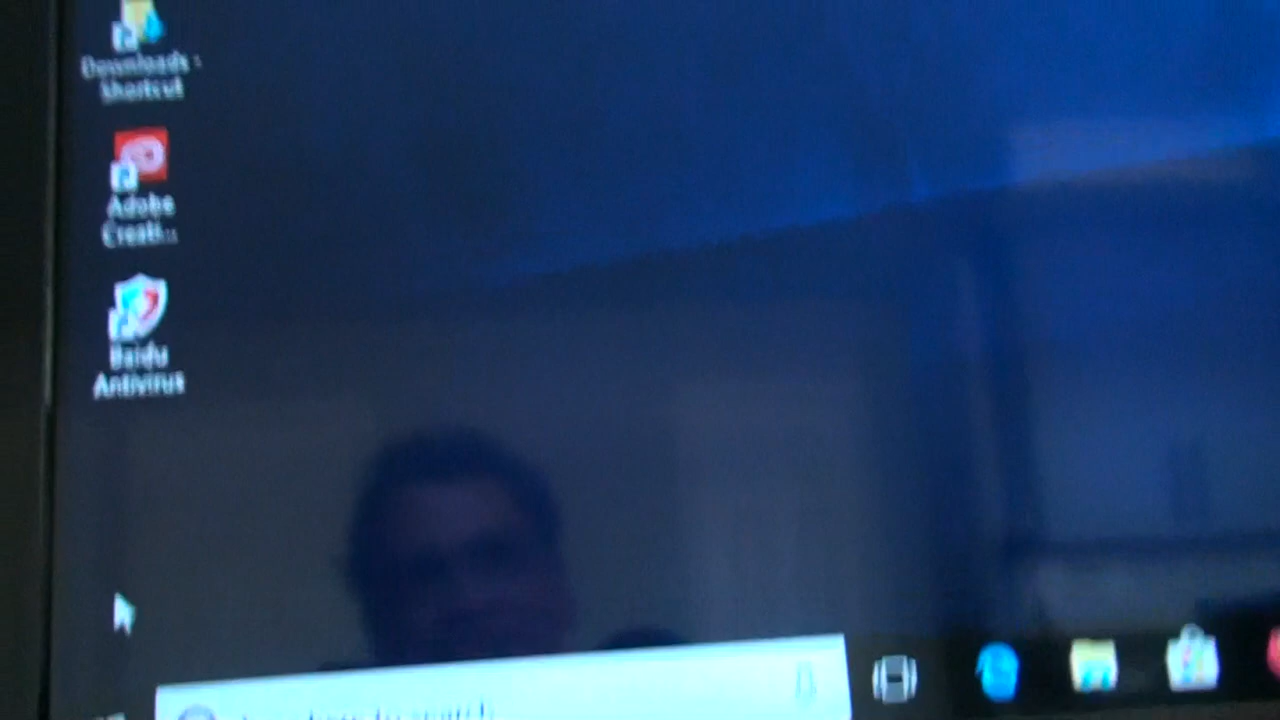 Downloads -
Shortcut
Adobe
Creati...
Baidu
Antivirus